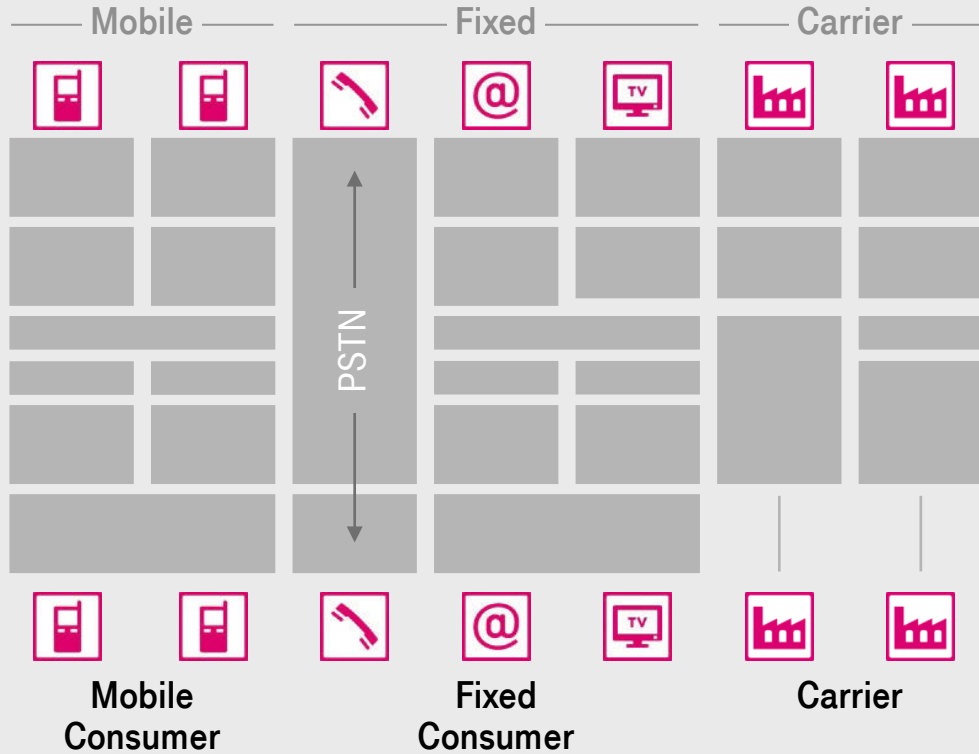 Mobile
Fixed
Carrier
@
TV
PSTN
@
TV
Mobile
Consumer
Fixed
Consumer
Carrier